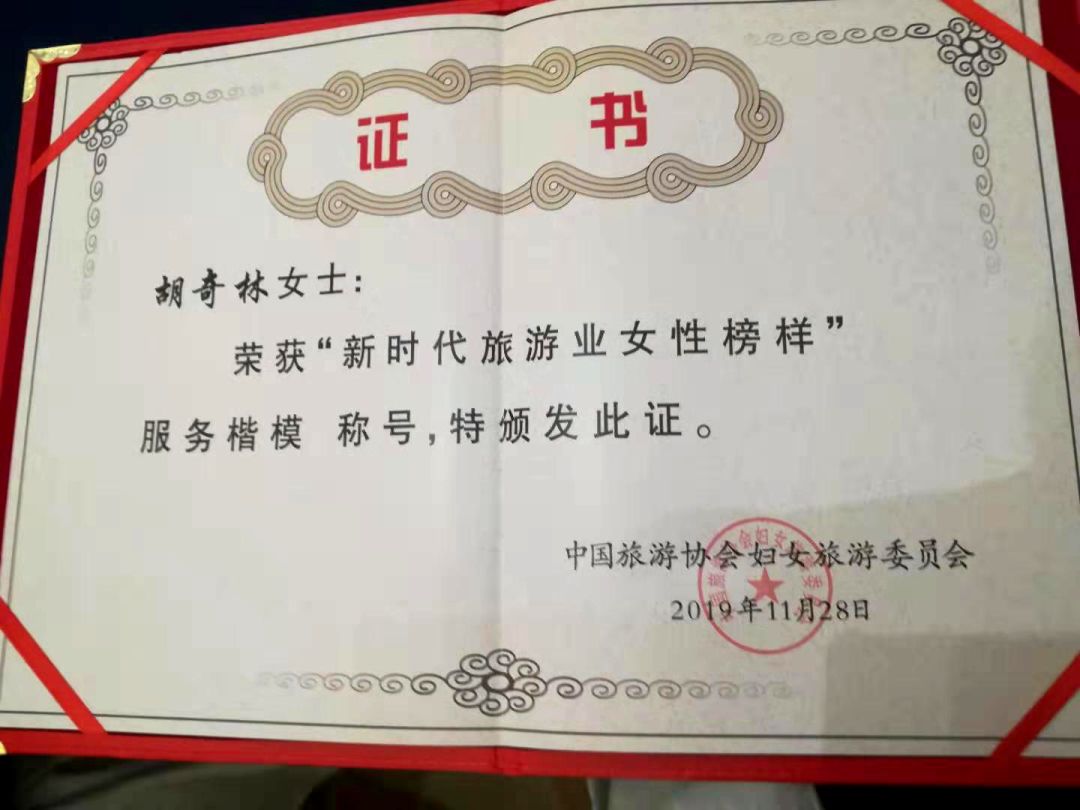 证书
胡奇林女士：
荣获“新时代旅游业女性榜样”
服务楷模 称号，特颁发此证。
中国旅游协会妇女旅游委员会
2019年11月28日